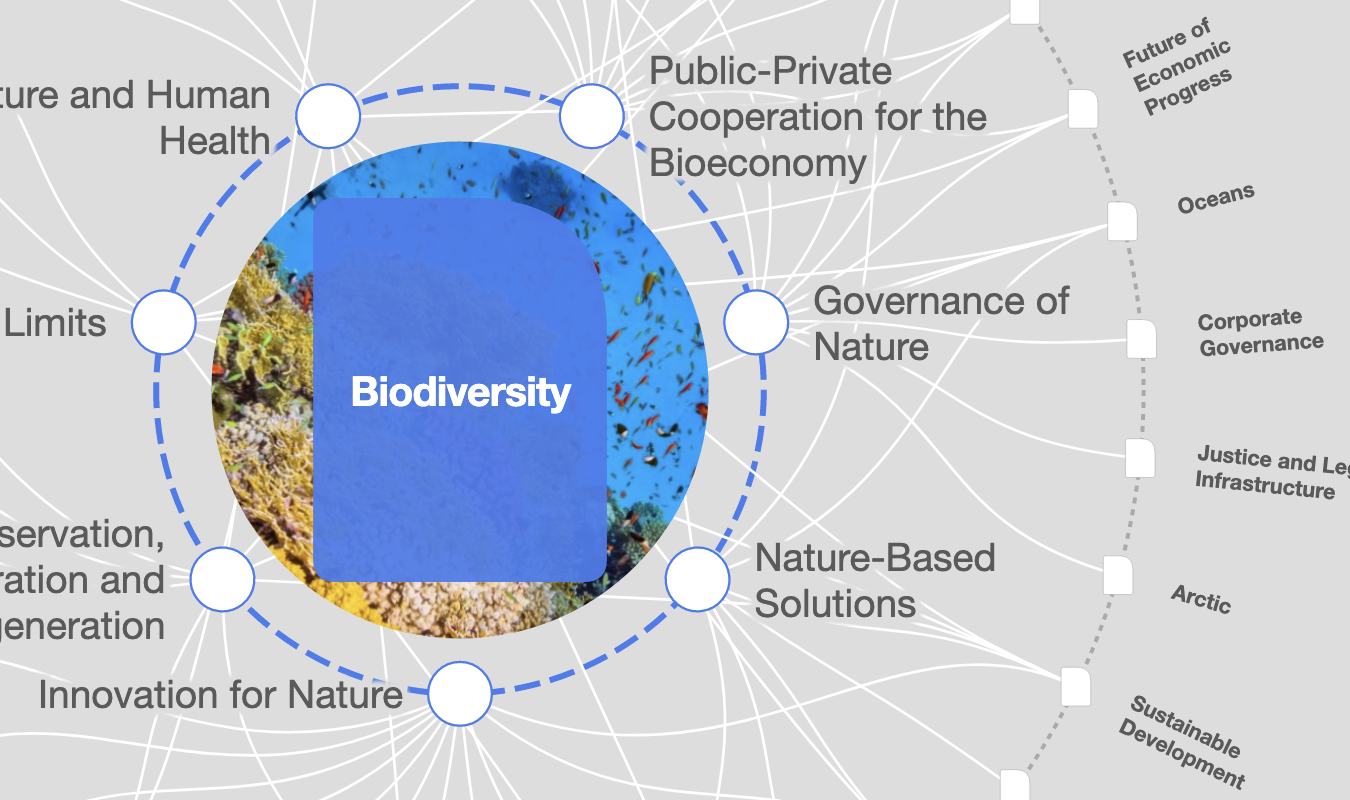 Future of
Economic
Progress
Public-Private
Cooperation for the
Bioeconomy
ture and Human
Health
Oceans
Governance of
Nature
Limits
Corporate
Governance
Biodiversity
Justice and Leg
Infrastructure
servation,
ration and
generation
Nature-Based
Solutions
Arctic
Innovation for Nature
Sustainable
Development